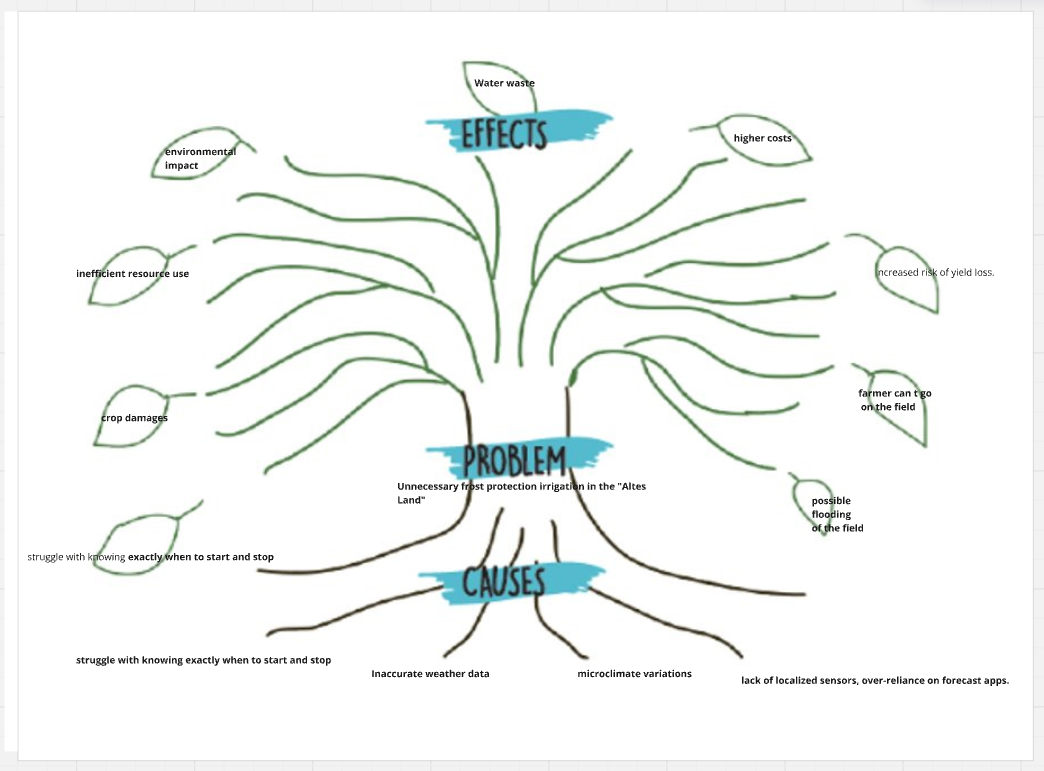 Water waste
EFFECTS
higher costs
environmental
impact
inefficient resource use
ncreased risk of yield loss.
crop damages
farmer can t go
on the field
PROBLEM
Unnecessary frost protection irrigation in the "Altes
Land"
possible
flooding
of the field
struggle with knowing exactly when to start and stop
CAUSES
struggle with knowing exactly when to start and stop
Inaccurate weather data
microclimate variations
lack of localized sensors, over-reliance on forecast apps.